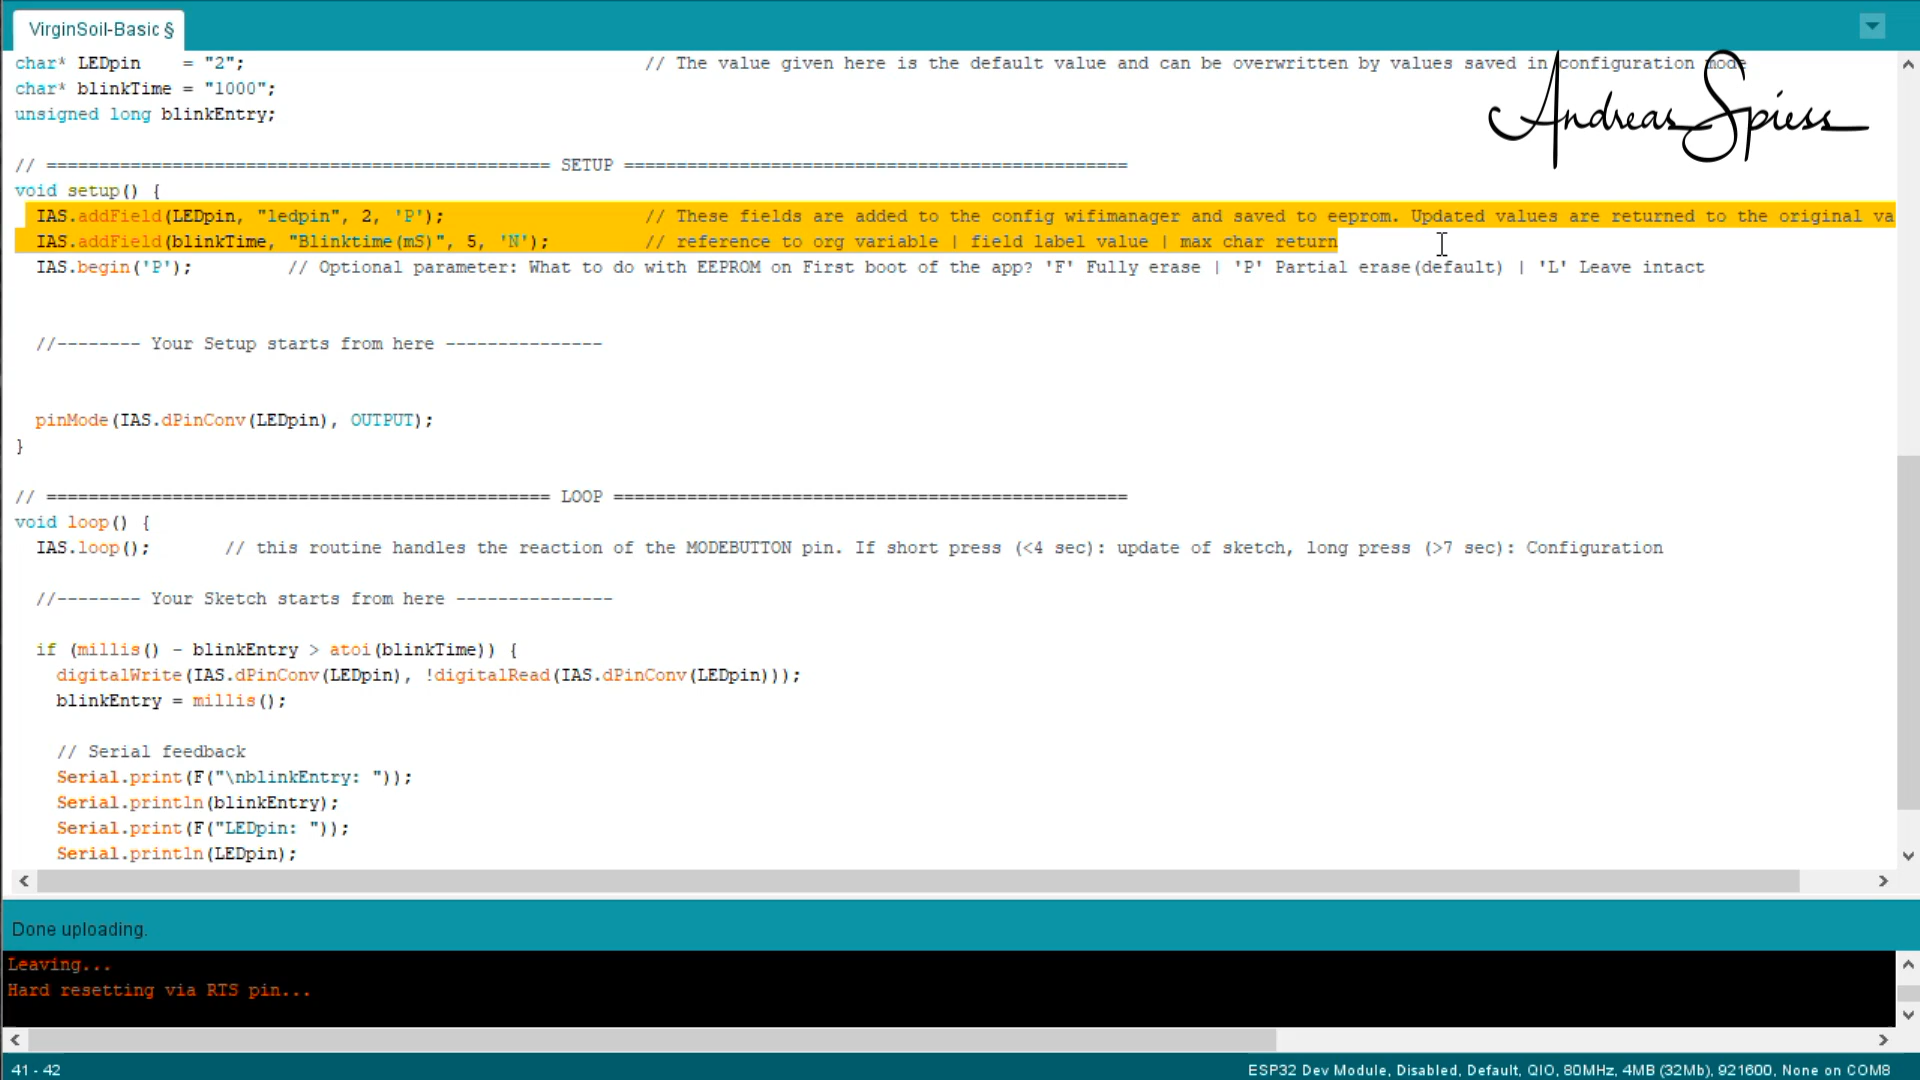 VirginSoil-Basic §
char* LEDpin    = "2";                                      // The value given here is the default value and can be overwritten by values saved in configuration mode
char* blinkTime = "1000";
unsigned long blinkEntry;
Andreas Spiess
// ================================================ SETUP ================================================
void setup() {
  IAS.addField(LEDpin, "ledpin", 2, 'P');                   // These fields are added to the config wifimanager and saved to eeprom. Updated values are returned to the original va
  IAS.addField(blinkTime, "Blinktime(mS)", 5, 'N');         // reference to org variable | field label value | max char return
  IAS.begin('P');         // Optional parameter: What to do with EEPROM on First boot of the app? 'F' Fully erase | 'P' Partial erase(default) | 'L' Leave intact
  //-------- Your Setup starts from here ---------------
  pinMode(IAS.dPinConv(LEDpin), OUTPUT);
}
// ================================================ LOOP =================================================
void loop() {
  IAS.loop();       // this routine handles the reaction of the MODEBUTTON pin. If short press (<4 sec): update of sketch, long press (>7 sec): Configuration
  //-------- Your Sketch starts from here ---------------
  if (millis() - blinkEntry > atoi(blinkTime)) {
    digitalWrite(IAS.dPinConv(LEDpin), !digitalRead(IAS.dPinConv(LEDpin)));
    blinkEntry = millis();
    // Serial feedback
    Serial.print(F("\nblinkEntry: "));
    Serial.println(blinkEntry);
    Serial.print(F("LEDpin: "));
    Serial.println(LEDpin);
Done uploading.
Leaving...
Hard resetting via RTS pin...
41 - 42
ESP32 Dev Module, Disabled, Default, QIO, 80MHz, 4MB (32Mb), 921600, None on COM8